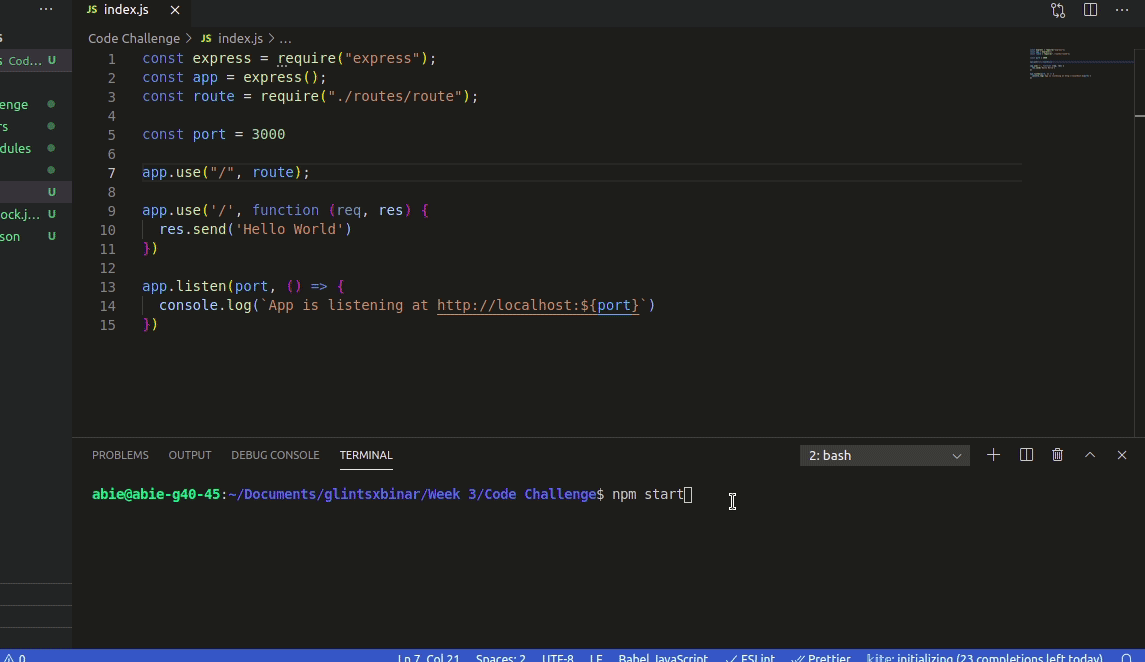 JS index.js
Code Challenge > JS index.js > ...
s Cod... U
enge
rs
dules
U
ock.j... U
son U
1 const express = require("express");
2 const app = express();
3 const route = require("./routes/route");
4
5 const port = 3000
6
7 app.use("/", route);
8
9 app.use('/', function (req, res) {
10 res.send('Hello World')
11 })
12
13 app.listen(port, () => {
14 console.log(`App is listening at http://localhost:${port}`)
15 })
PROBLEMS OUTPUT DEBUG CONSOLE TERMINAL 2: bash
abie@abie-g40-45:~/Documents/glintsxbinar/Week 3/Code Challenge$ npm start
0 Ln 7, Col 21 Spaces: 2 UTF-8 LF Babel JavaScript ESLint Prettier kite: initializing (23 completions left today)